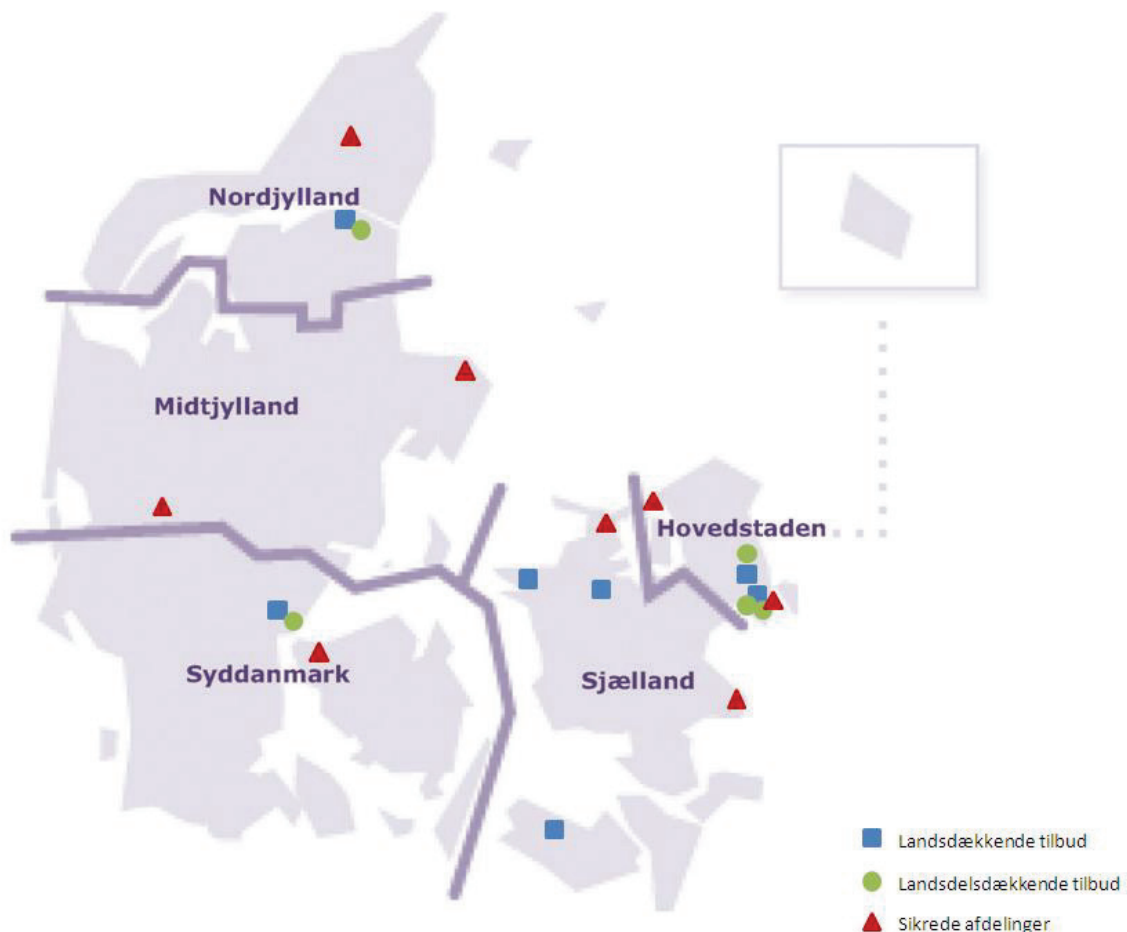 Nordjylland
Midtjylland
Hovedstaden
Syddanmark
Sjælland
Landsdækkende tilbud
Landsdelsdækkende tilbud
Sikrede afdelinger